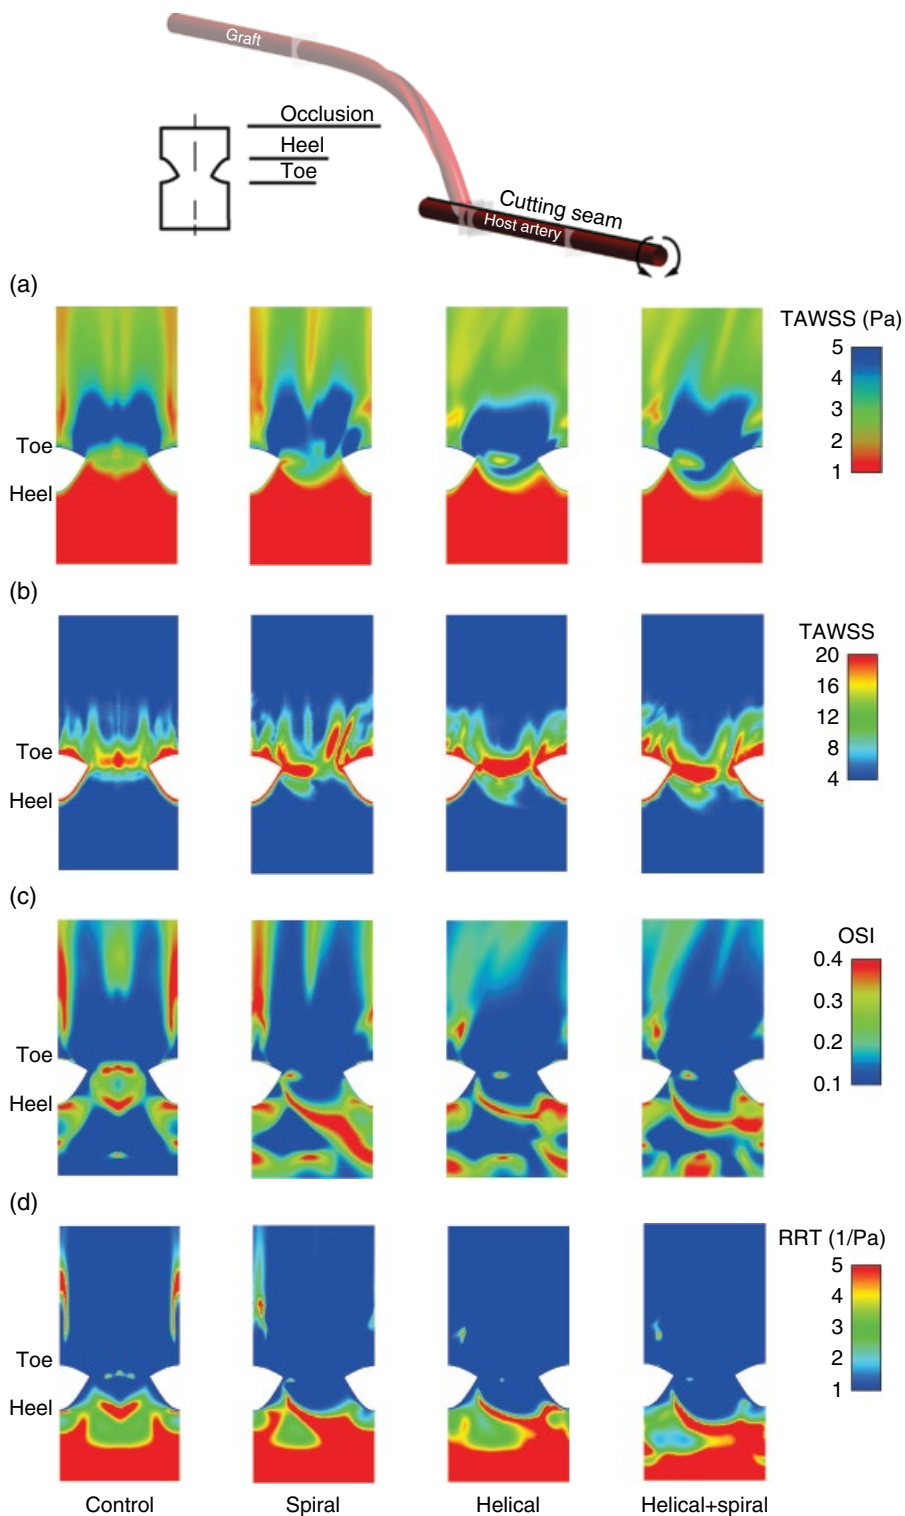 Graft
Occlusion
Heel
Toe
Cutting seam
Host artery
(a)
TAWSS (Pa)
5
4
3
2
1
Toe
Heel
(b)
TAWSS
20
16
12
8
4
Toe
Heel
(c)
OSI
0.4
0.3
0.2
0.1
Toe
Heel
(d)
RRT (1/Pa)
5
4
3
2
1
Toe
Heel
Control
Spiral
Helical
Helical+spiral